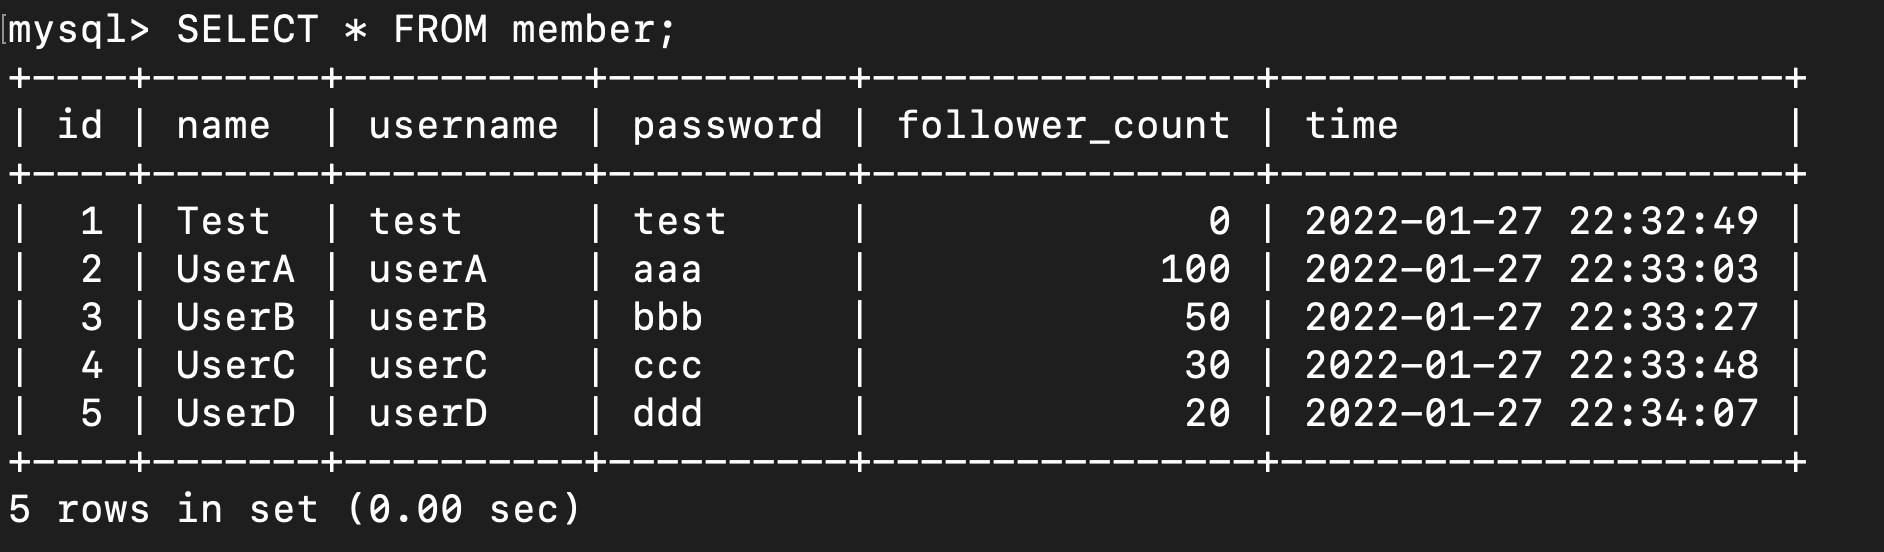 mysql> SELECT * FROM member;
+----+-------+----------+----------+----------------+---------------------+
| id | name  | username | password | follower_count | time                |
+----+-------+----------+----------+----------------+---------------------+
|  1 | Test  | test     | test     |              0 | 2022-01-27 22:32:49 |
|  2 | UserA | userA    | aaa      |            100 | 2022-01-27 22:33:03 |
|  3 | UserB | userB    | bbb      |             50 | 2022-01-27 22:33:27 |
|  4 | UserC | userC    | ccc      |             30 | 2022-01-27 22:33:48 |
|  5 | UserD | userD    | ddd      |             20 | 2022-01-27 22:34:07 |
+----+-------+----------+----------+----------------+---------------------+
5 rows in set (0.00 sec)